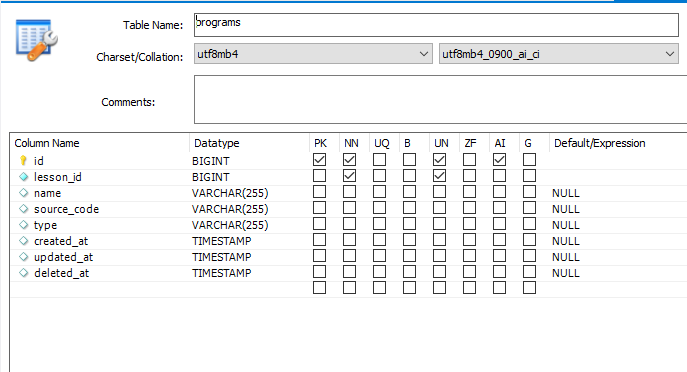 Table Name: programs
Charset/Collation: utf8mb4 utf8mb4_0900_ai_ci
Comments:
Column Name Datatype PK NN UQ B UN ZF AI G Default/Expression
id BIGINT
lesson_id BIGINT
name VARCHAR(255) NULL
source_code VARCHAR(255) NULL
type VARCHAR(255) NULL
created_at TIMESTAMP NULL
updated_at TIMESTAMP NULL
deleted_at TIMESTAMP NULL